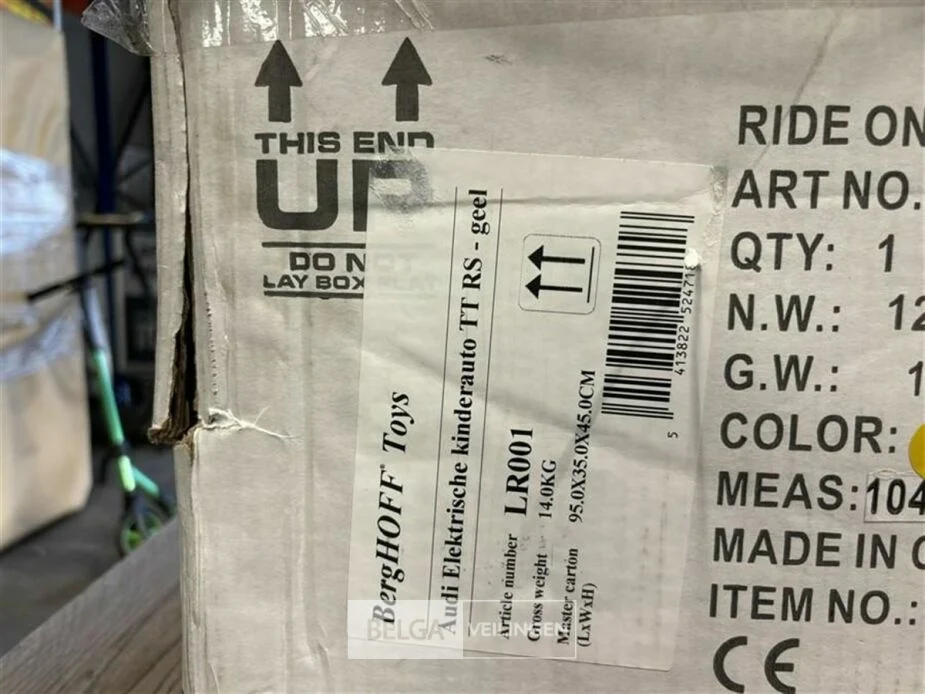 THIS END
UP
DO NOT
LAY BOX FLAT
BergHOFF® Toys
Audi Elektrische kinderauto TT RS - geel
Article number LR001
Gross weight 14.0KG
Master carton 95.0X35.0X45.0CM
(LxWxH)
5 413822 524718
RIDE ON
ART NO.
QTY: 1
N.W.: 12
G.W.: 1
COLOR:
MEAS: 104
MADE IN C
ITEM NO.:
CE
BELGA VEILINGEN